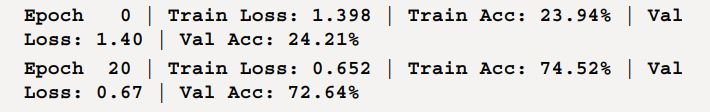 Epoch   0 | Train Loss: 1.398 | Train Acc: 23.94% | Val
Loss: 1.40 | Val Acc: 24.21%
Epoch  20 | Train Loss: 0.652 | Train Acc: 74.52% | Val
Loss: 0.67 | Val Acc: 72.64%